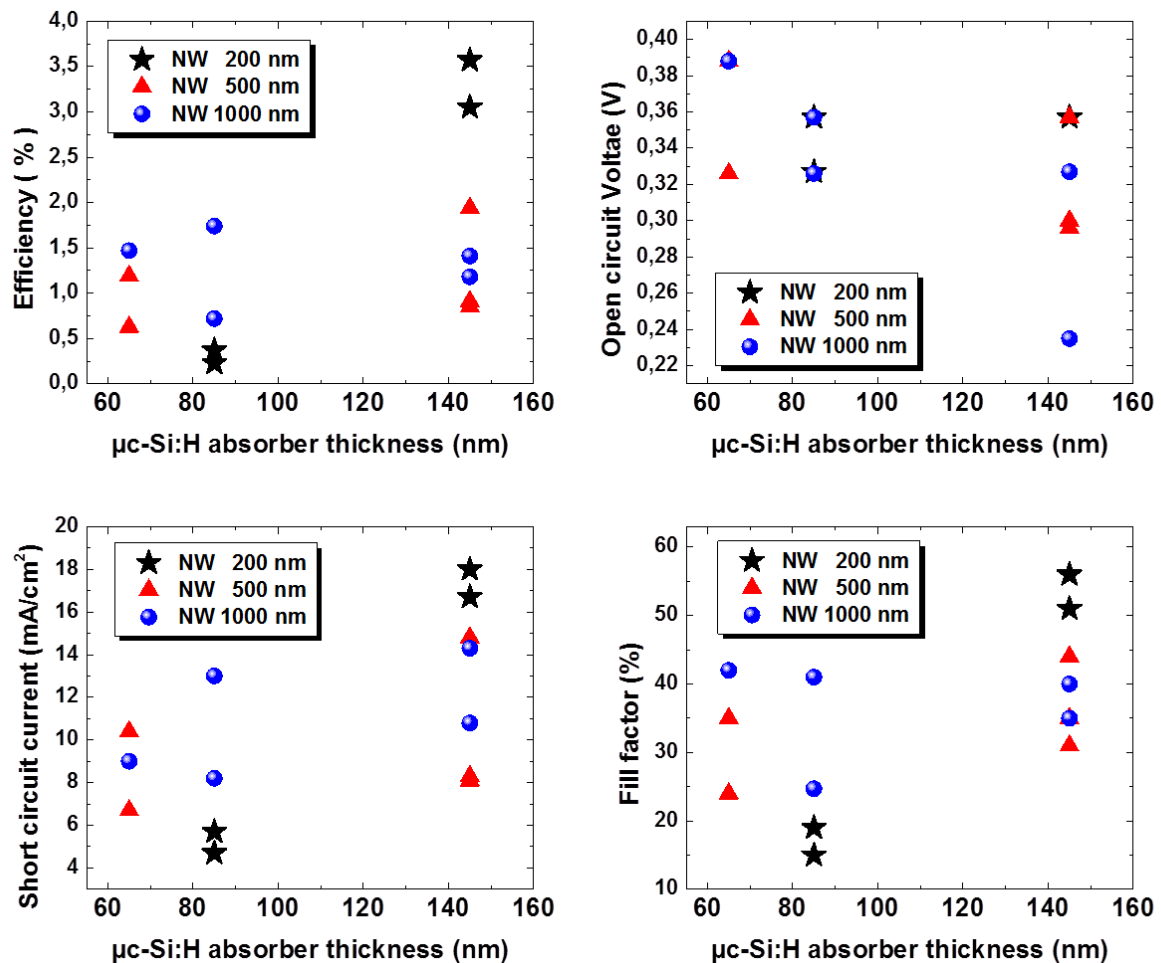 Efficiency ( % )
4,0
3,5
3,0
2,5
2,0
1,5
1,0
0,5
0,0
NW 200 nm
NW 500 nm
NW 1000 nm
60 80 100 120 140 160
µc-Si:H absorber thickness (nm)
Open circuit Voltae (V)
0,40
0,38
0,36
0,34
0,32
0,30
0,28
0,26
0,24
0,22
NW 200 nm
NW 500 nm
NW 1000 nm
60 80 100 120 140 160
µc-Si:H absorber thickness (nm)
Short circuit current (mA/cm²)
20
18
16
14
12
10
8
6
4
NW 200 nm
NW 500 nm
NW 1000 nm
60 80 100 120 140 160
µc-Si:H absorber thickness (nm)
Fill factor (%)
60
50
40
30
20
10
NW 200 nm
NW 500 nm
NW 1000 nm
60 80 100 120 140 160
µc-Si:H absorber thickness (nm)